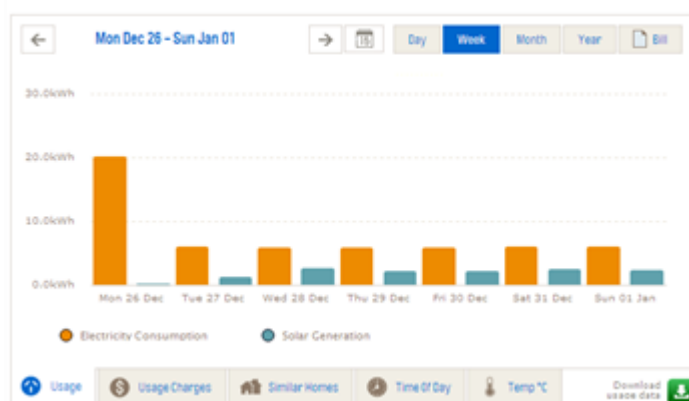 Mon Dec 26 - Sun Jan 01 15 Day Week Month Year Bill
30.0kWh
20.0kWh
10.0kWh
0.0kWh
Mon 26 Dec Tue 27 Dec Wed 28 Dec Thu 29 Dec Fri 30 Dec Sat 31 Dec Sun 01 Jan
Electricity Consumption Solar Generation
Usage $ Usage Charges Similar Homes Time Of Day Temp °C Download
usage data